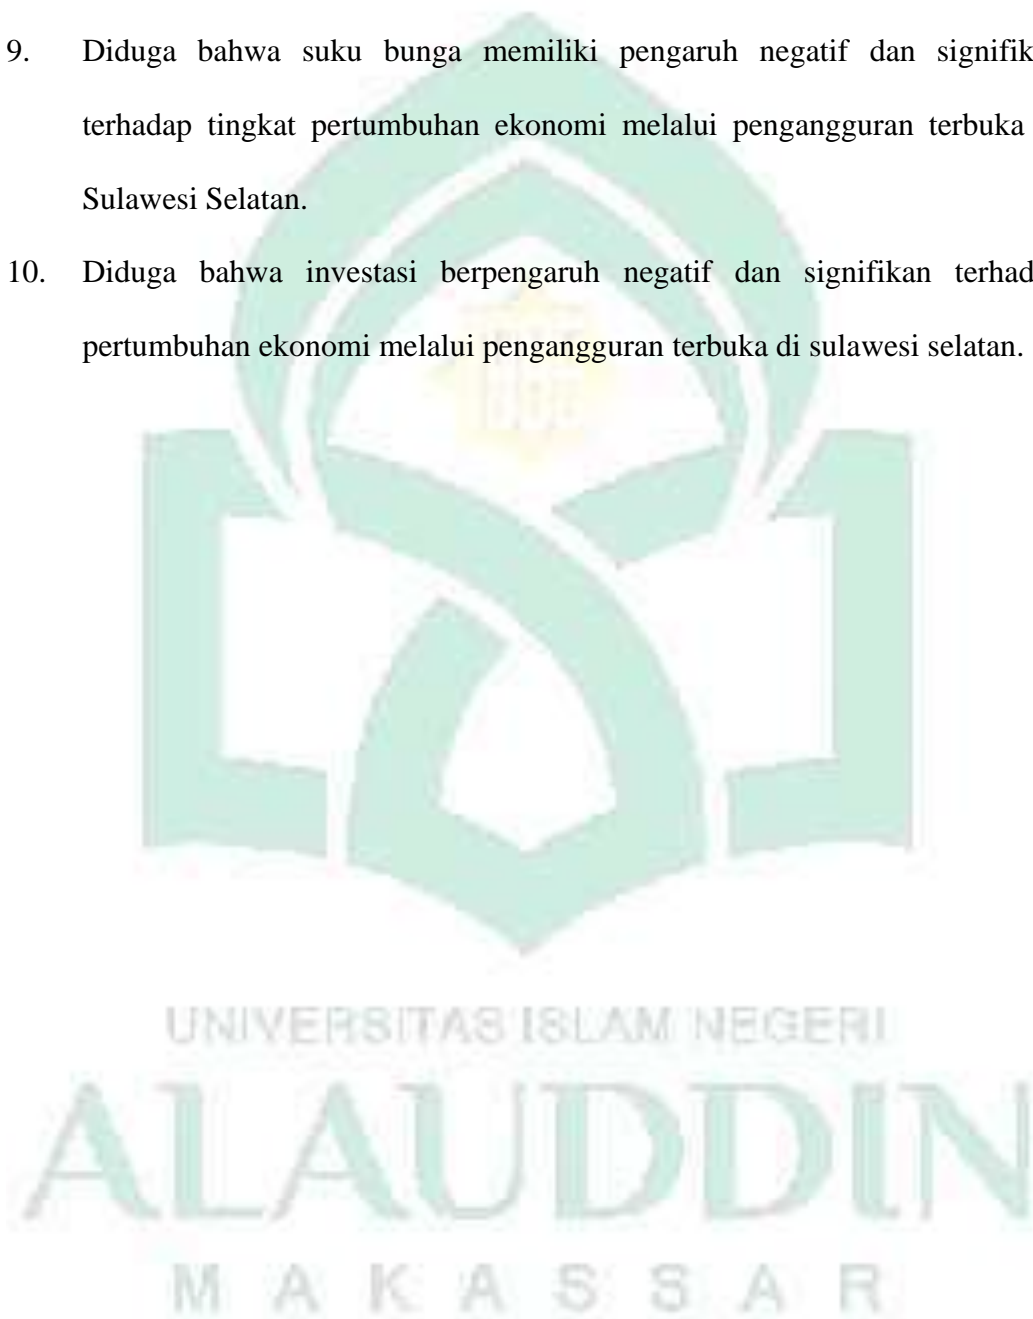 9. Diduga bahwa suku bunga memiliki pengaruh negatif dan signifik
terhadap tingkat pertumbuhan ekonomi melalui pengangguran terbuka
Sulawesi Selatan.
10. Diduga bahwa investasi berpengaruh negatif dan signifikan terhad
pertumbuhan ekonomi melalui pengangguran terbuka di sulawesi selatan.
UNIVERSITAS ISLAM NEGERI
ALAUDDIN
MAKASSAR